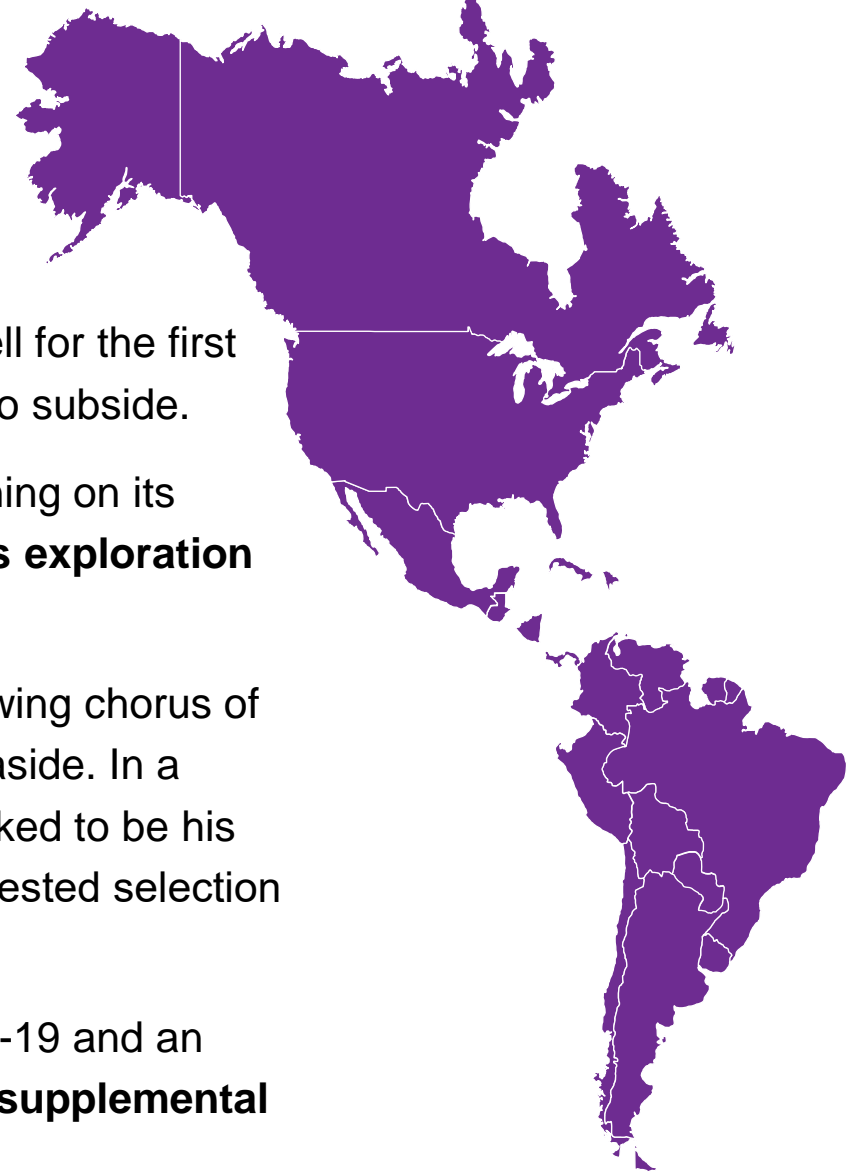 ell for the first
o subside.
ning on its
s exploration
wing chorus of
aside. In a
ked to be his
ested selection
-19 and an
supplemental